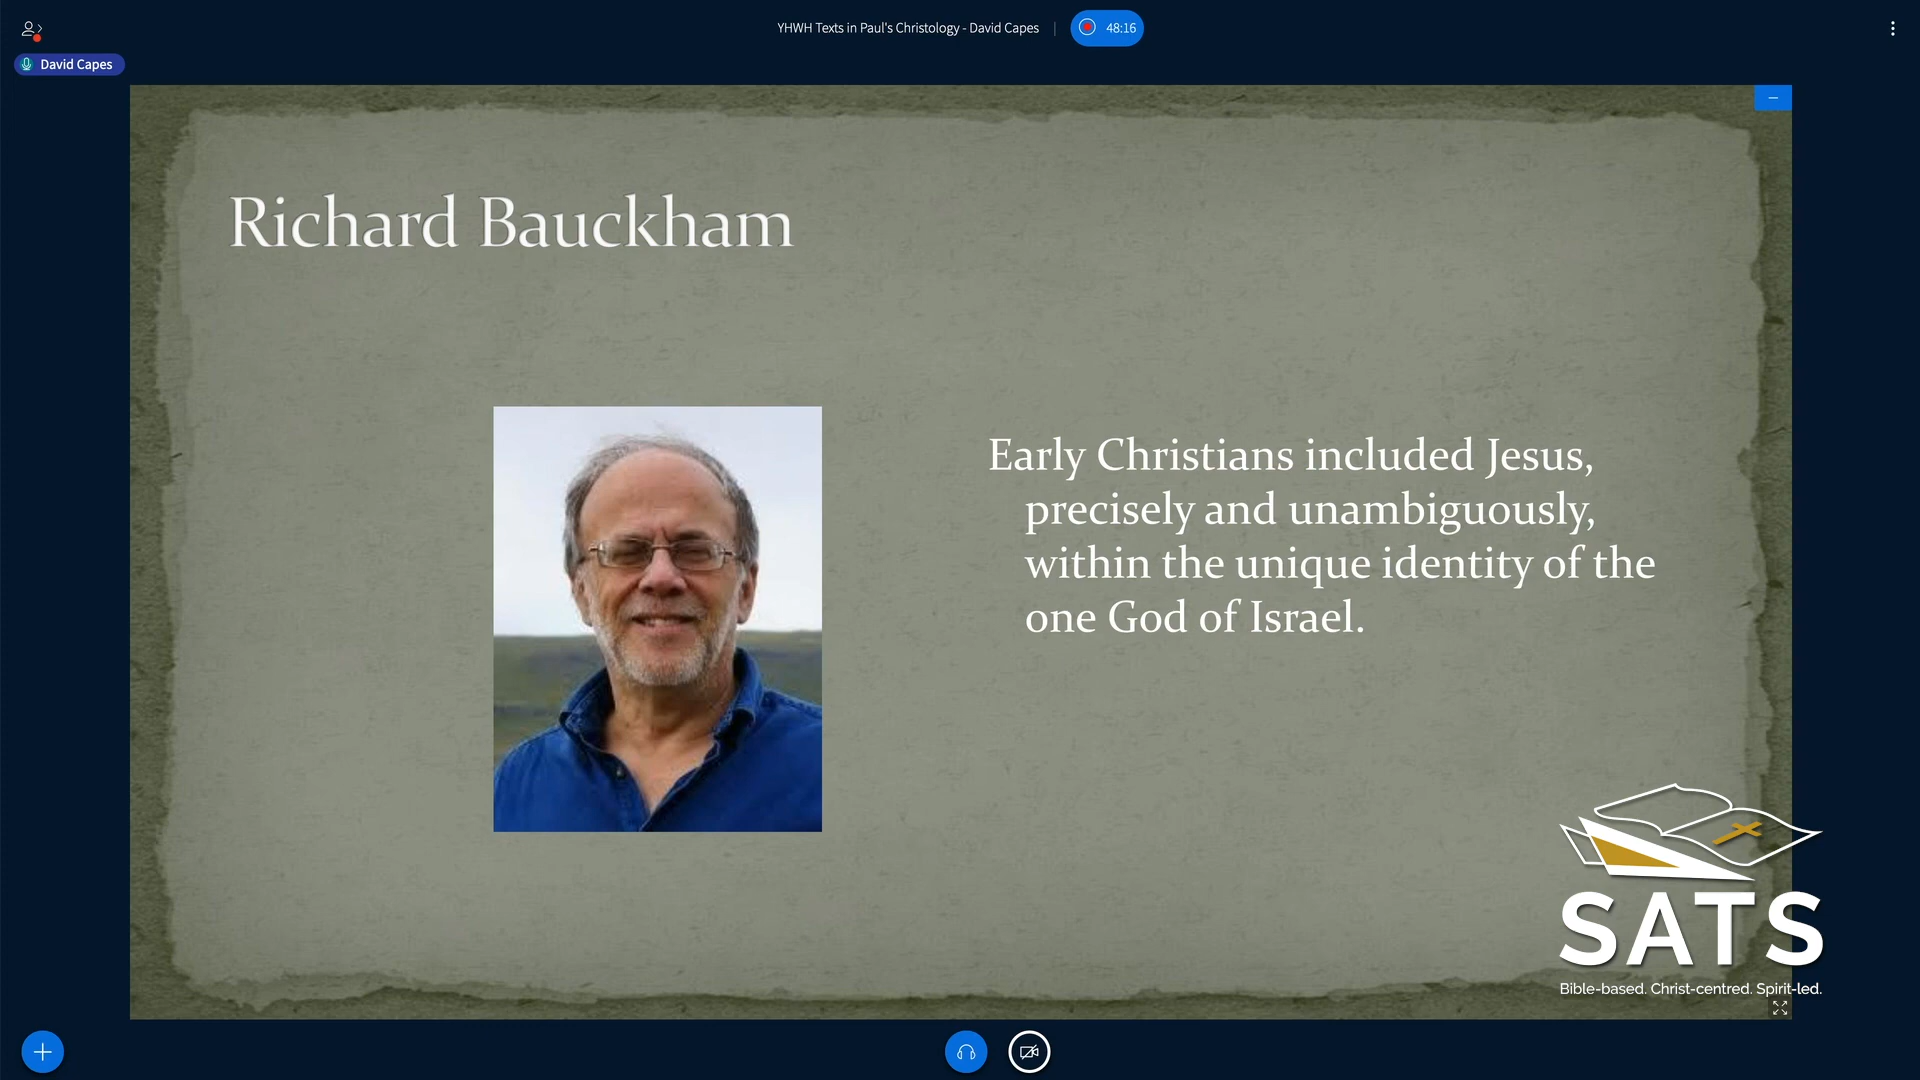 YHWH Texts in Paul's Christology - David Capes
48:16
David Capes
Richard Bauckham
Early Christians included Jesus,
precisely and unambiguously,
within the unique identity of the
one God of Israel.
SATS
Bible-based. Christ-centred. Spirit-led.